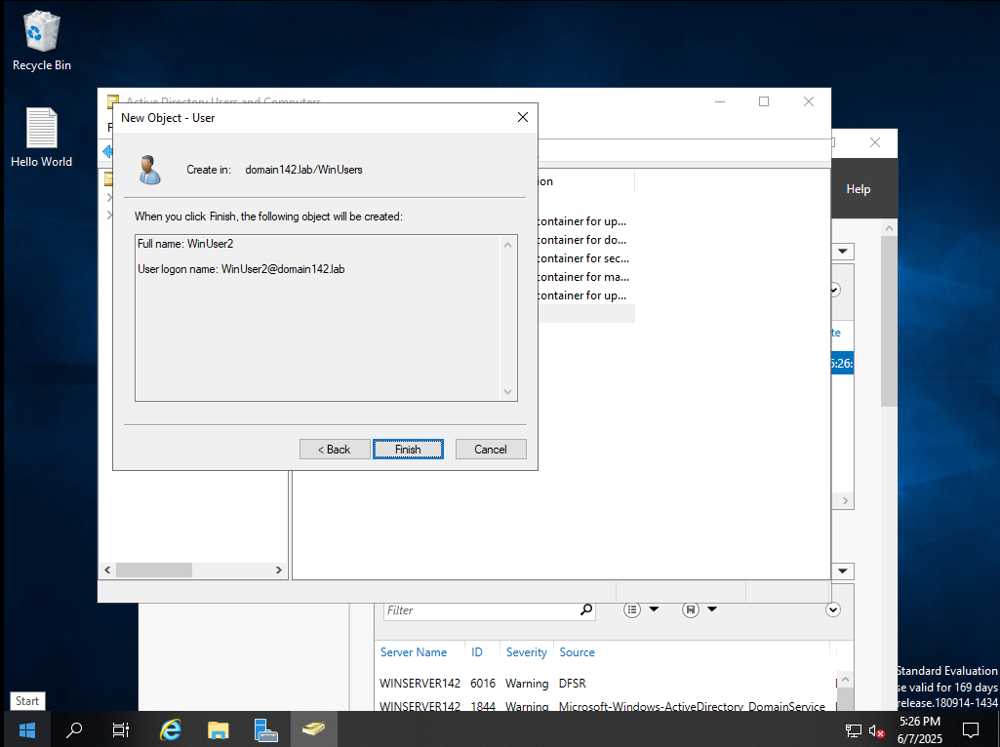 Recycle Bin
Hello World
Active Directory Users and Computers
New Object - User
Create in: domain142.lab/WinUsers
When you click Finish, the following object will be created:
Full name: WinUser2
User logon name: WinUser2@domain142.lab
< Back
Finish
Cancel
ion
container for up...
container for do...
container for sec...
container for ma...
container for up...
Help
te
5:26:
Filter
Server Name ID Severity Source
WINSERVER142 6016 Warning DFSR
WINSERVER142 1844 Warning Microsoft-Windows-ActiveDirectory_DomainService
Standard Evaluation
se valid for 169 days
release.180914-1434
Start
5:26 PM
6/7/2025